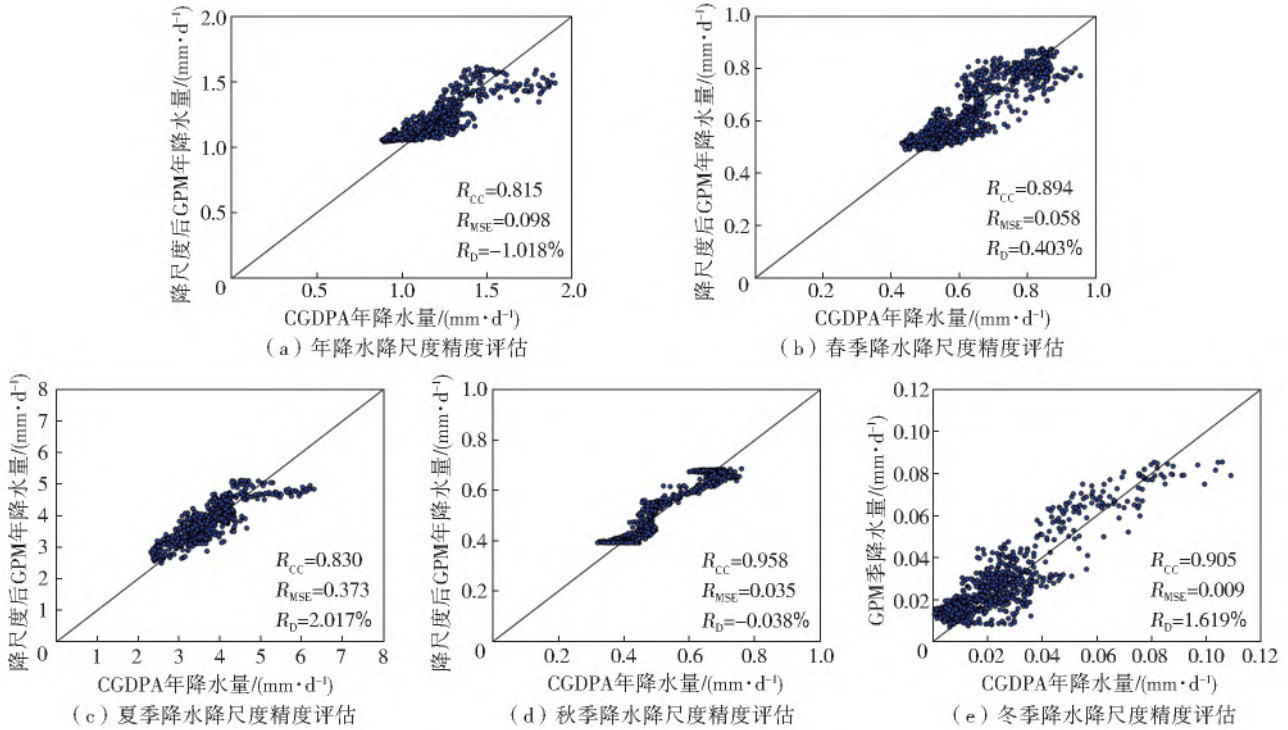 降尺度后GPM年降水量/(mm·d⁻¹)
2.0
1.5
1.0
0.5
0
0.5
1.0
1.5
2.0
R_CC=0.815
R_MSE=0.098
R_D=-1.018%
CGDPA年降水量/(mm·d⁻¹)
（a）年降水降尺度精度评估
降尺度后GPM年降水量/(mm·d⁻¹)
1.0
0.8
0.6
0.4
0.2
0
0.2
0.4
0.6
0.8
1.0
R_CC=0.894
R_MSE=0.058
R_D=0.403%
CGDPA年降水量/(mm·d⁻¹)
（b）春季降水降尺度精度评估
降尺度后GPM年降水量/(mm·d⁻¹)
8
7
6
5
4
3
2
1
0
1
2
3
4
5
6
7
8
R_CC=0.830
R_MSE=0.373
R_D=2.017%
CGDPA年降水量/(mm·d⁻¹)
（c）夏季降水降尺度精度评估
降尺度后GPM年降水量/(mm·d⁻¹)
1.0
0.8
0.6
0.4
0.2
0
0.2
0.4
0.6
0.8
1.0
R_CC=0.958
R_MSE=0.035
R_D=-0.038%
CGDPA年降水量/(mm·d⁻¹)
（d）秋季降水降尺度精度评估
GPM季降水量/(mm·d⁻¹)
0.12
0.10
0.08
0.06
0.04
0.02
0
0.02
0.04
0.06
0.08
0.10
0.12
R_CC=0.905
R_MSE=0.009
R_D=1.619%
CGDPA年降水量/(mm·d⁻¹)
（e）冬季降水降尺度精度评估